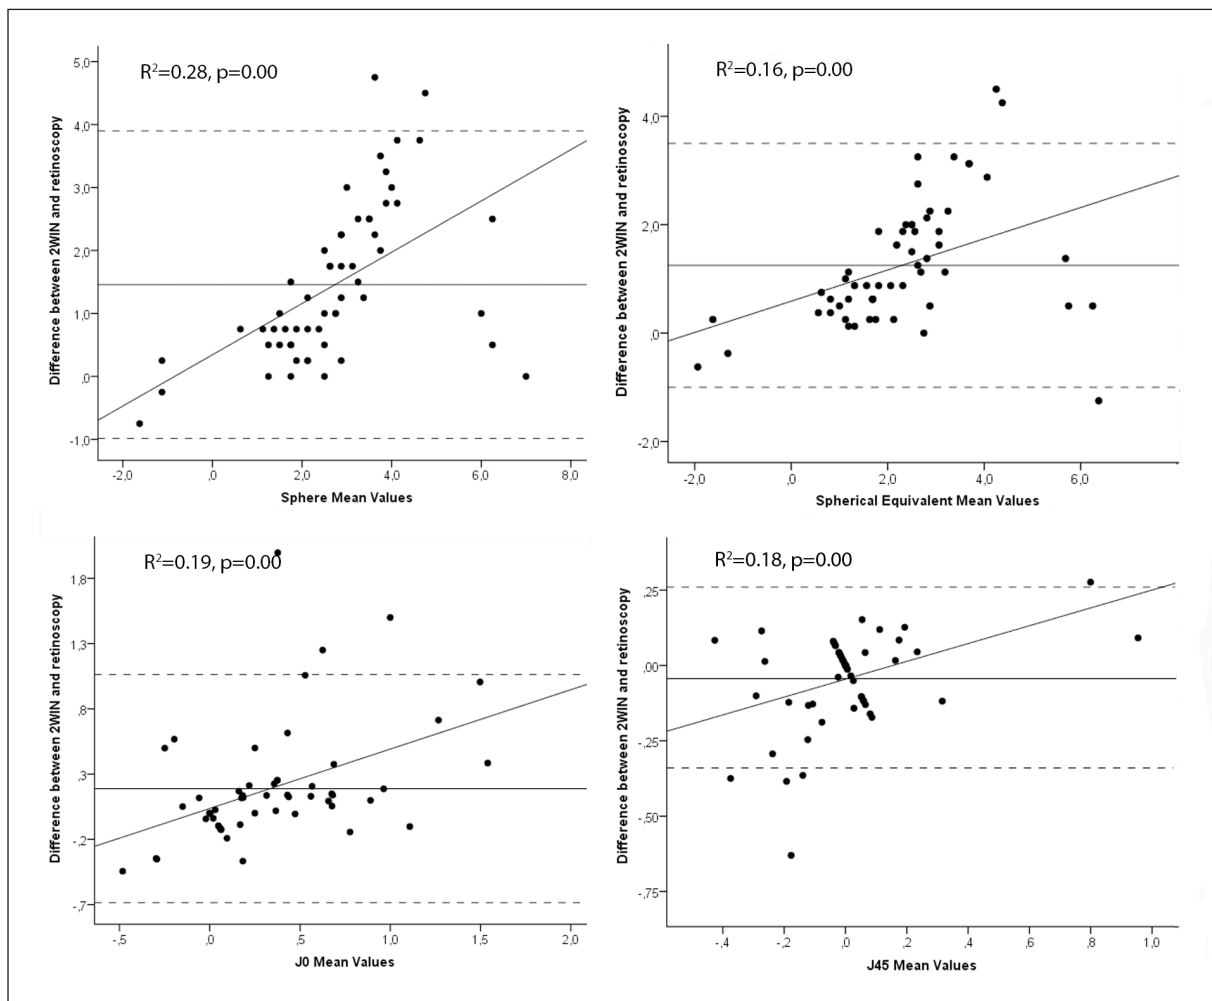 R²=0.28, p=0.00
Difference between 2WIN and retinoscopy
5,0
4,0
3,0
2,0
1,0
,0
-1,0
-2,0 ,0 2,0 4,0 6,0 8,0
Sphere Mean Values
R²=0.16, p=0.00
Difference between 2WIN and retinoscopy
4,0
2,0
,0
-2,0
-2,0 ,0 2,0 4,0 6,0
Spherical Equivalent Mean Values
R²=0.19, p=0.00
Difference between 2WIN and retinoscopy
1,8
1,3
,8
,3
-,2
-,7
-,5 ,0 ,5 1,0 1,5 2,0
J0 Mean Values
R²=0.18, p=0.00
Difference between 2WIN and retinoscopy
,25
,00
-,25
-,50
-,75
-,4 -,2 ,0 ,2 ,4 ,6 ,8 1,0
J45 Mean Values